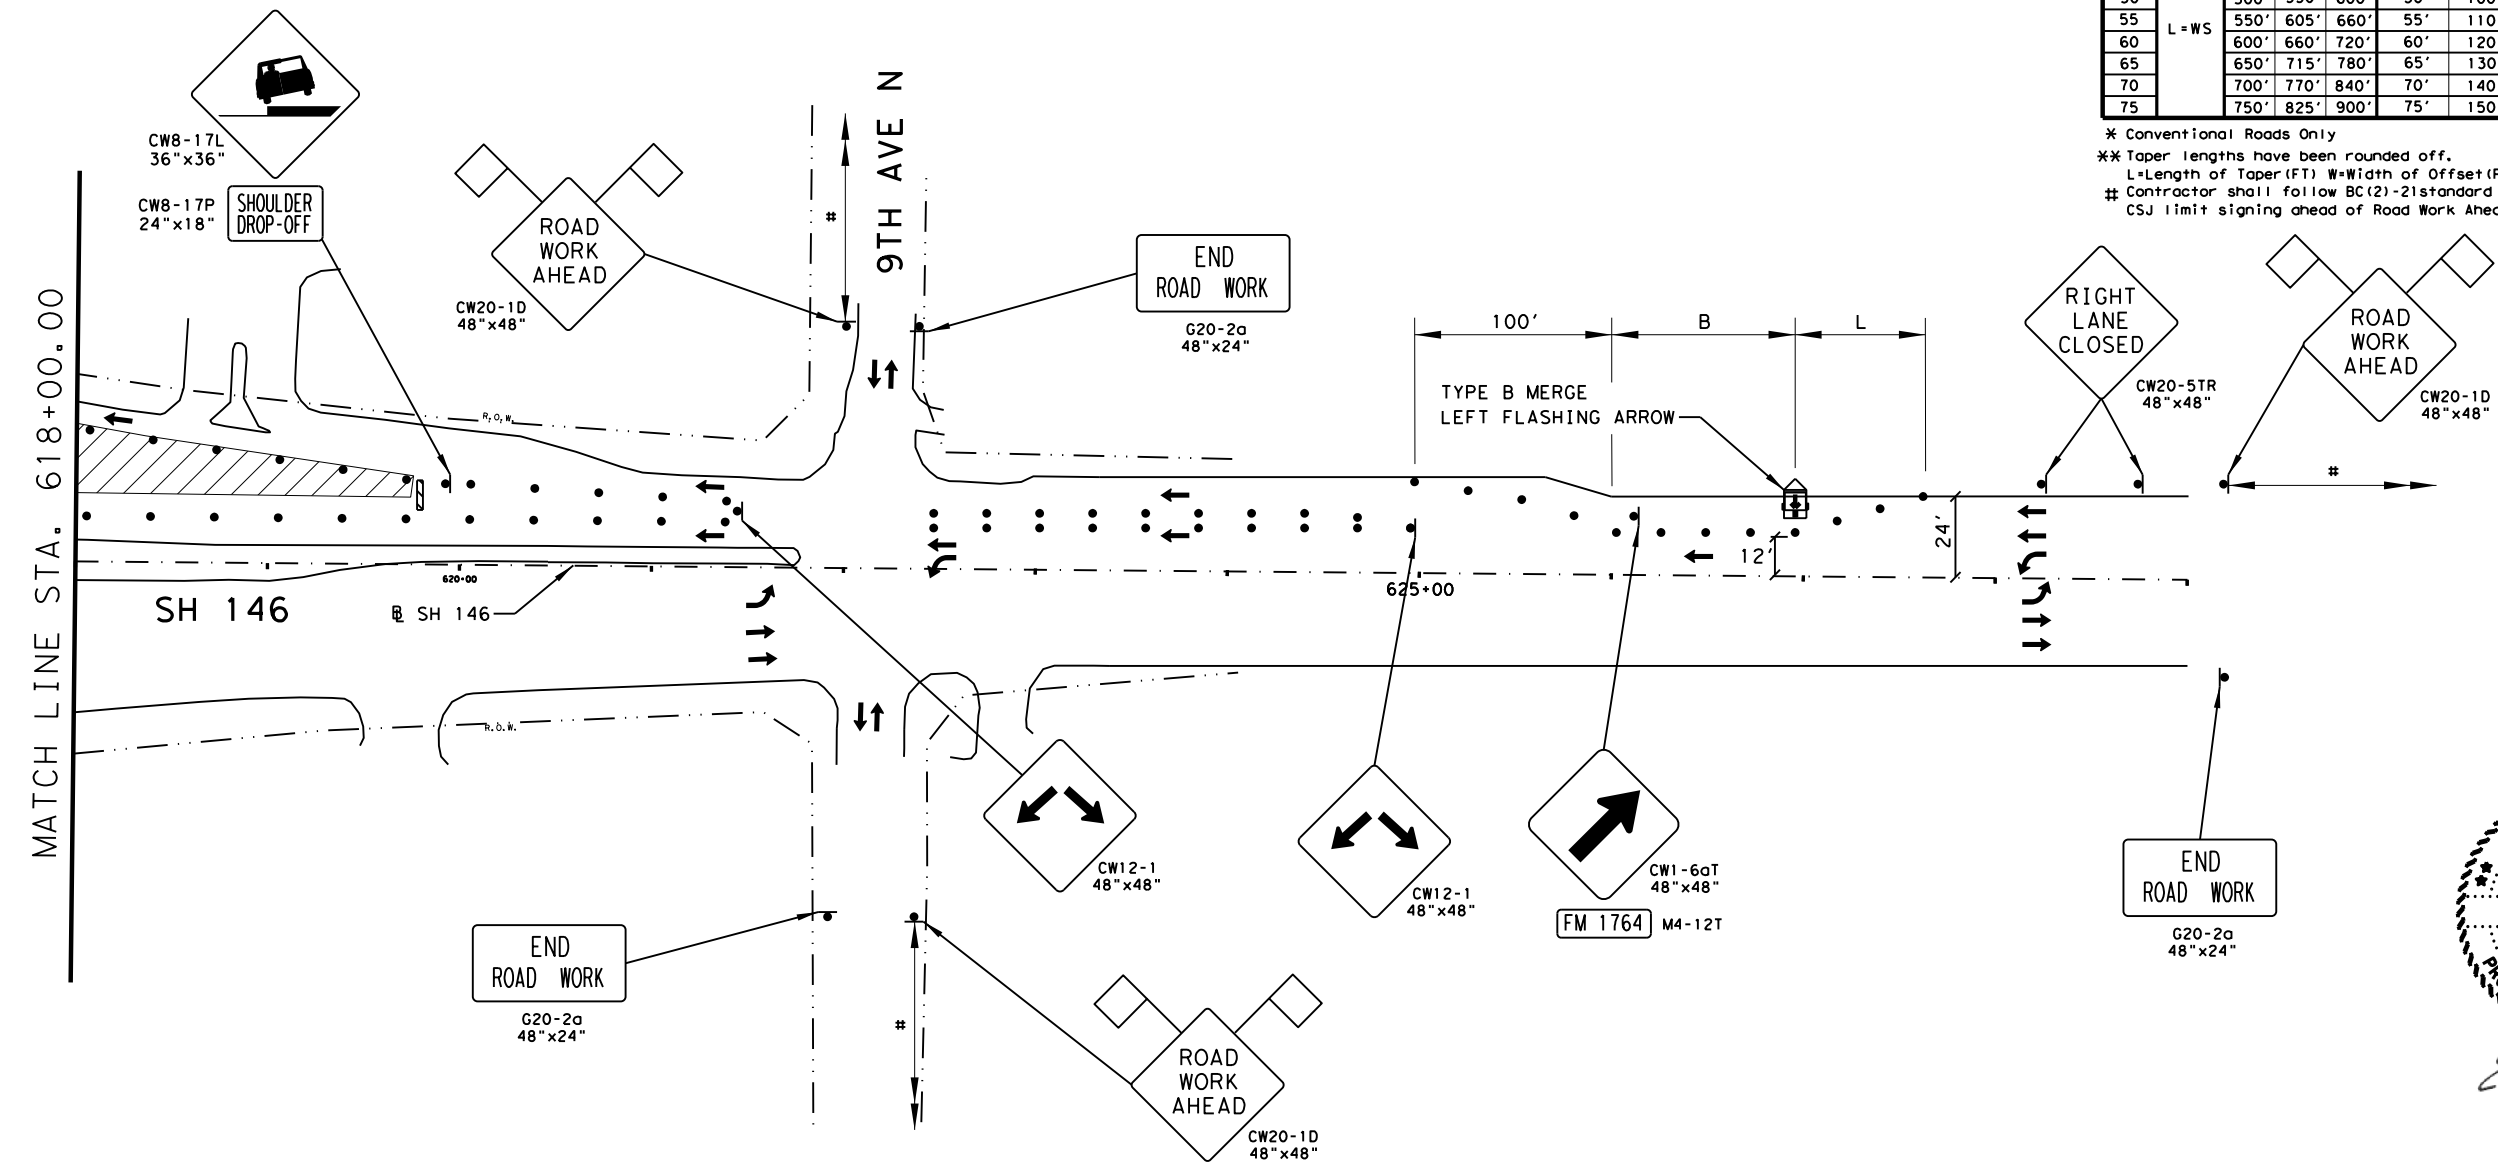 55 L=WS 550' 605' 660' 55' 110
60 600' 660' 720' 60' 120
65 650' 715' 780' 65' 130
70 700' 770' 840' 70' 140
75 750' 825' 900' 75' 150
* Conventional Roads Only
** Taper lengths have been rounded off.
L=Length of Taper(FT) W=Width of Offset(F
# Contractor shall follow BC(2)-21standard
CSJ limit signing ahead of Road Work Ahea
MATCH LINE STA. 618+00.00
CW8-17L
36"x36"
CW8-17P
24"x18"
SHOULDER
DROP-OFF
ROAD
WORK
AHEAD
CW20-1D
48"x48"
#
9TH AVE N
END
ROAD WORK
G20-2a
48"x24"
100'
B
L
TYPE B MERGE
LEFT FLASHING ARROW
RIGHT
LANE
CLOSED
CW20-5TR
48"x48"
ROAD
WORK
AHEAD
CW20-1D
48"x48"
#
R.O.W.
24'
12'
620+00
625+00
SH 146
B SH 146
R.O.W.
CW12-1
48"x48"
CW12-1
48"x48"
CW1-6aT
48"x48"
FM 1764
M4-12T
END
ROAD WORK
G20-2a
48"x24"
END
ROAD WORK
G20-2a
48"x24"
#
ROAD
WORK
AHEAD
CW20-1D
48"x48"